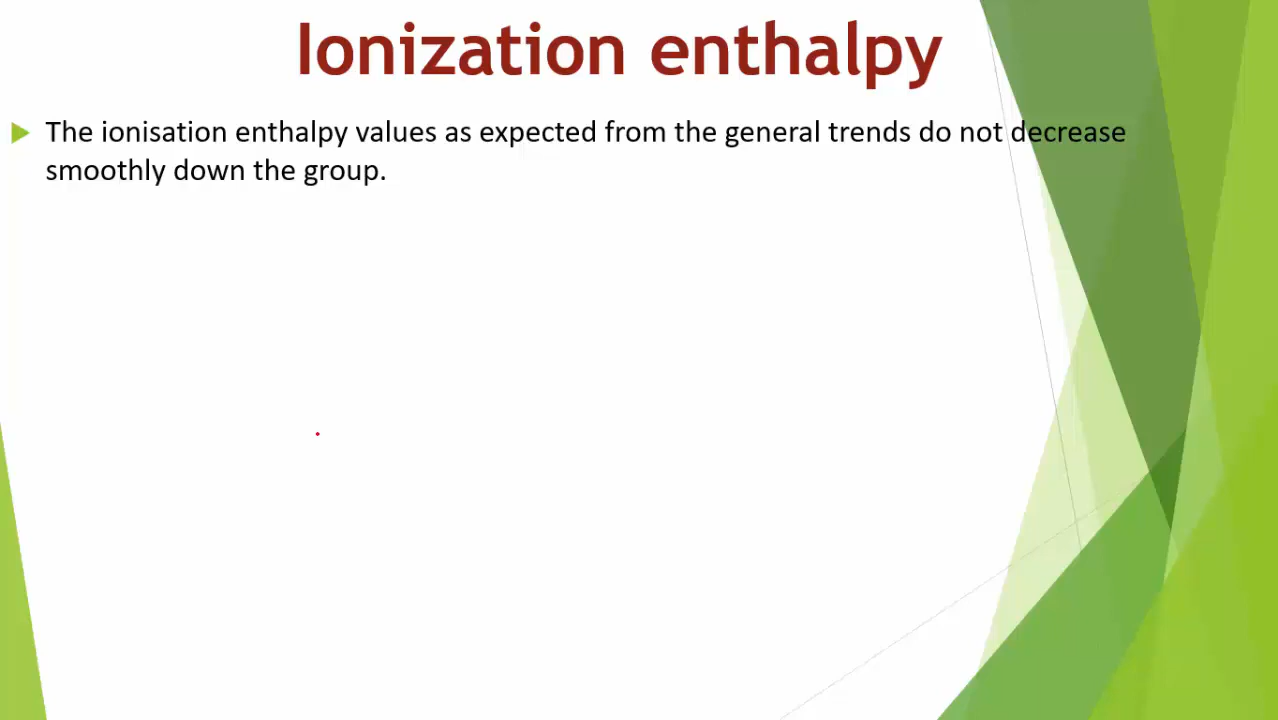 Ionization enthalpy
The ionisation enthalpy values as expected from the general trends do not decrease
smoothly down the group.